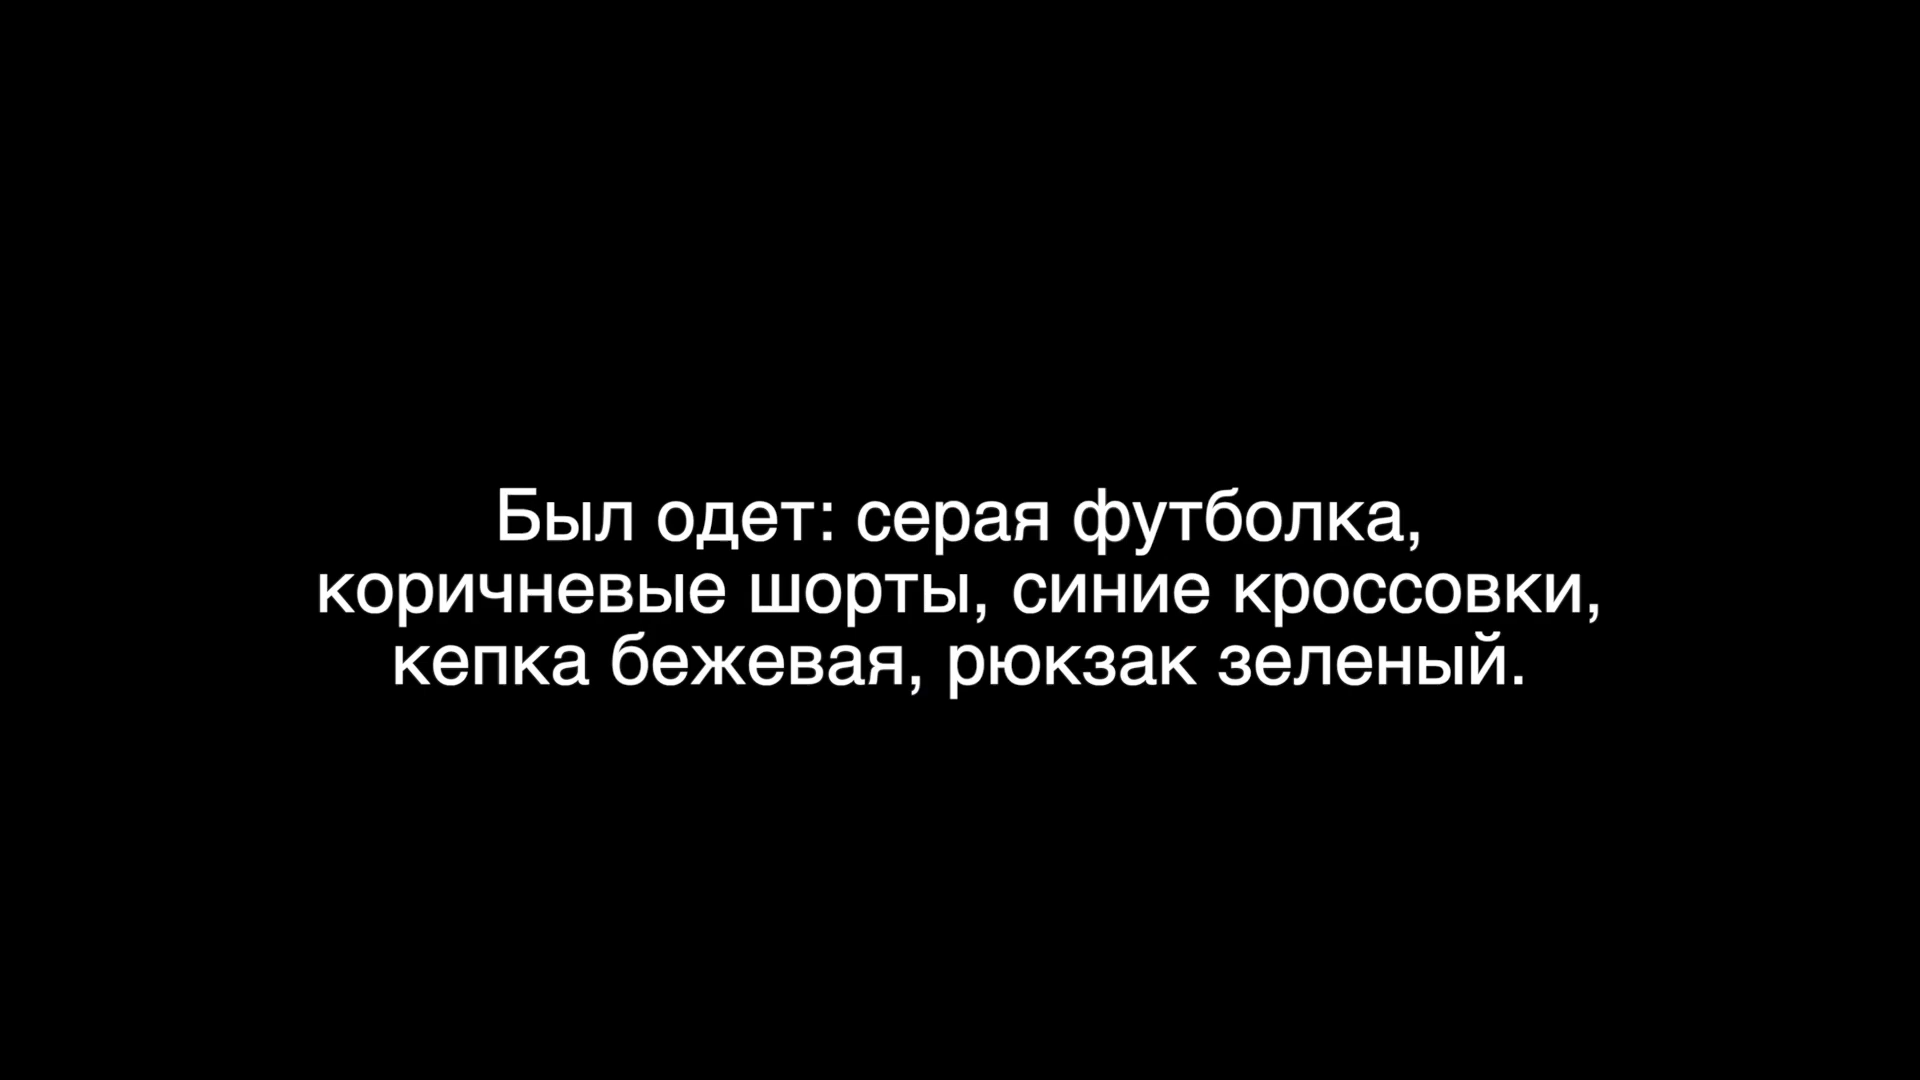 Был одет: серая футболка,
коричневые шорты, синие кроссовки,
кепка бежевая, рюкзак зеленый.